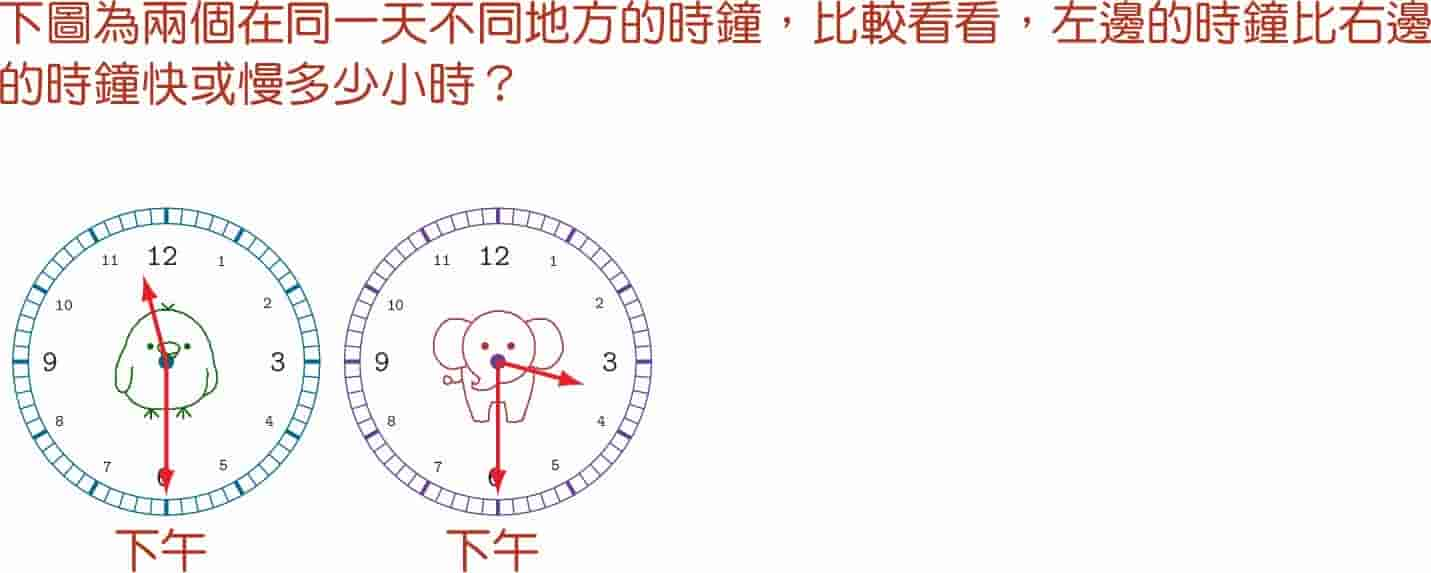 下圖為兩個在同一天不同地方的時鐘，比較看看，左邊的時鐘比右邊
的時鐘快或慢多少小時？
11 12 1 11 12 1
10 2 10 2
9 3 9 3
8 4 8 4
7 6 5 7 6 5
下午 下午